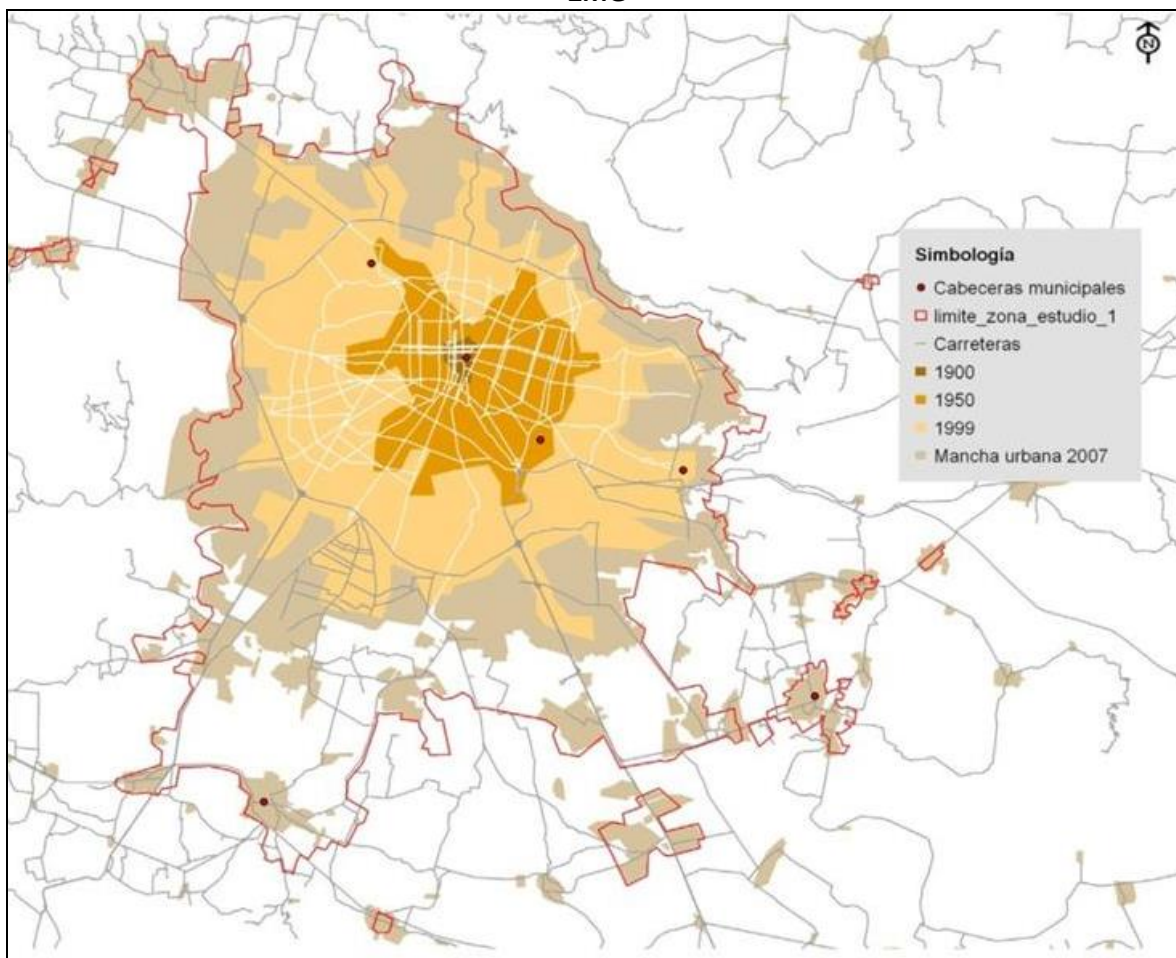 N
Simbología
Cabeceras municipales
limite_zona_estudio_1
Carreteras
1900
1950
1999
Mancha urbana 2007